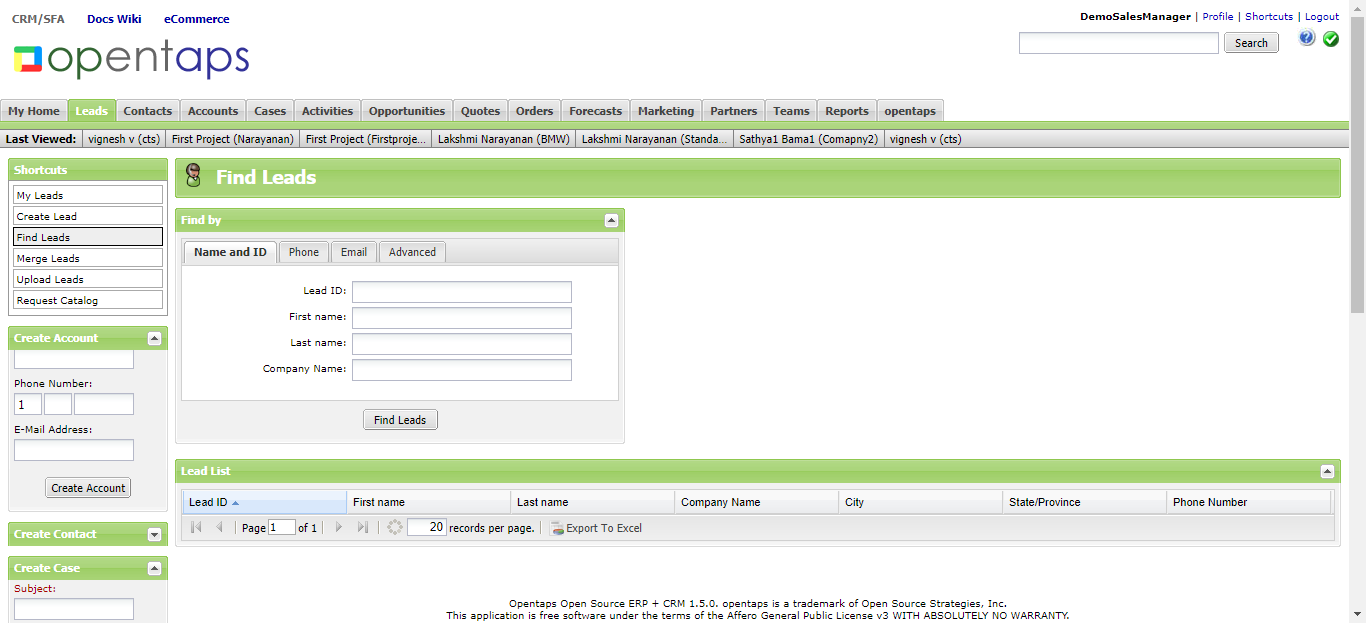 CRM/SFA Docs Wiki eCommerce
DemoSalesManager | Profile | Shortcuts | Logout
opentaps
Search
My Home Leads Contacts Accounts Cases Activities Opportunities Quotes Orders Forecasts Marketing Partners Teams Reports opentaps
Last Viewed: vignesh v (cts) First Project (Narayanan) First Project (Firstproje... Lakshmi Narayanan (BMW) Lakshmi Narayanan (Standa... Sathya1 Bama1 (Comapny2) vignesh v (cts)
Shortcuts
My Leads
Create Lead
Find Leads
Merge Leads
Upload Leads
Request Catalog
Create Account
Phone Number:
1
E-Mail Address:
Create Account
Create Contact
Create Case
Subject:
Find Leads
Find by
Name and ID Phone Email Advanced
Lead ID:
First name:
Last name:
Company Name:
Find Leads
Lead List
Lead ID First name Last name Company Name City State/Province Phone Number
Page 1 of 1 20 records per page. Export To Excel
Opentaps Open Source ERP + CRM 1.5.0. opentaps is a trademark of Open Source Strategies, Inc.
This application is free software under the terms of the Affero General Public License v3 WITH ABSOLUTELY NO WARRANTY.